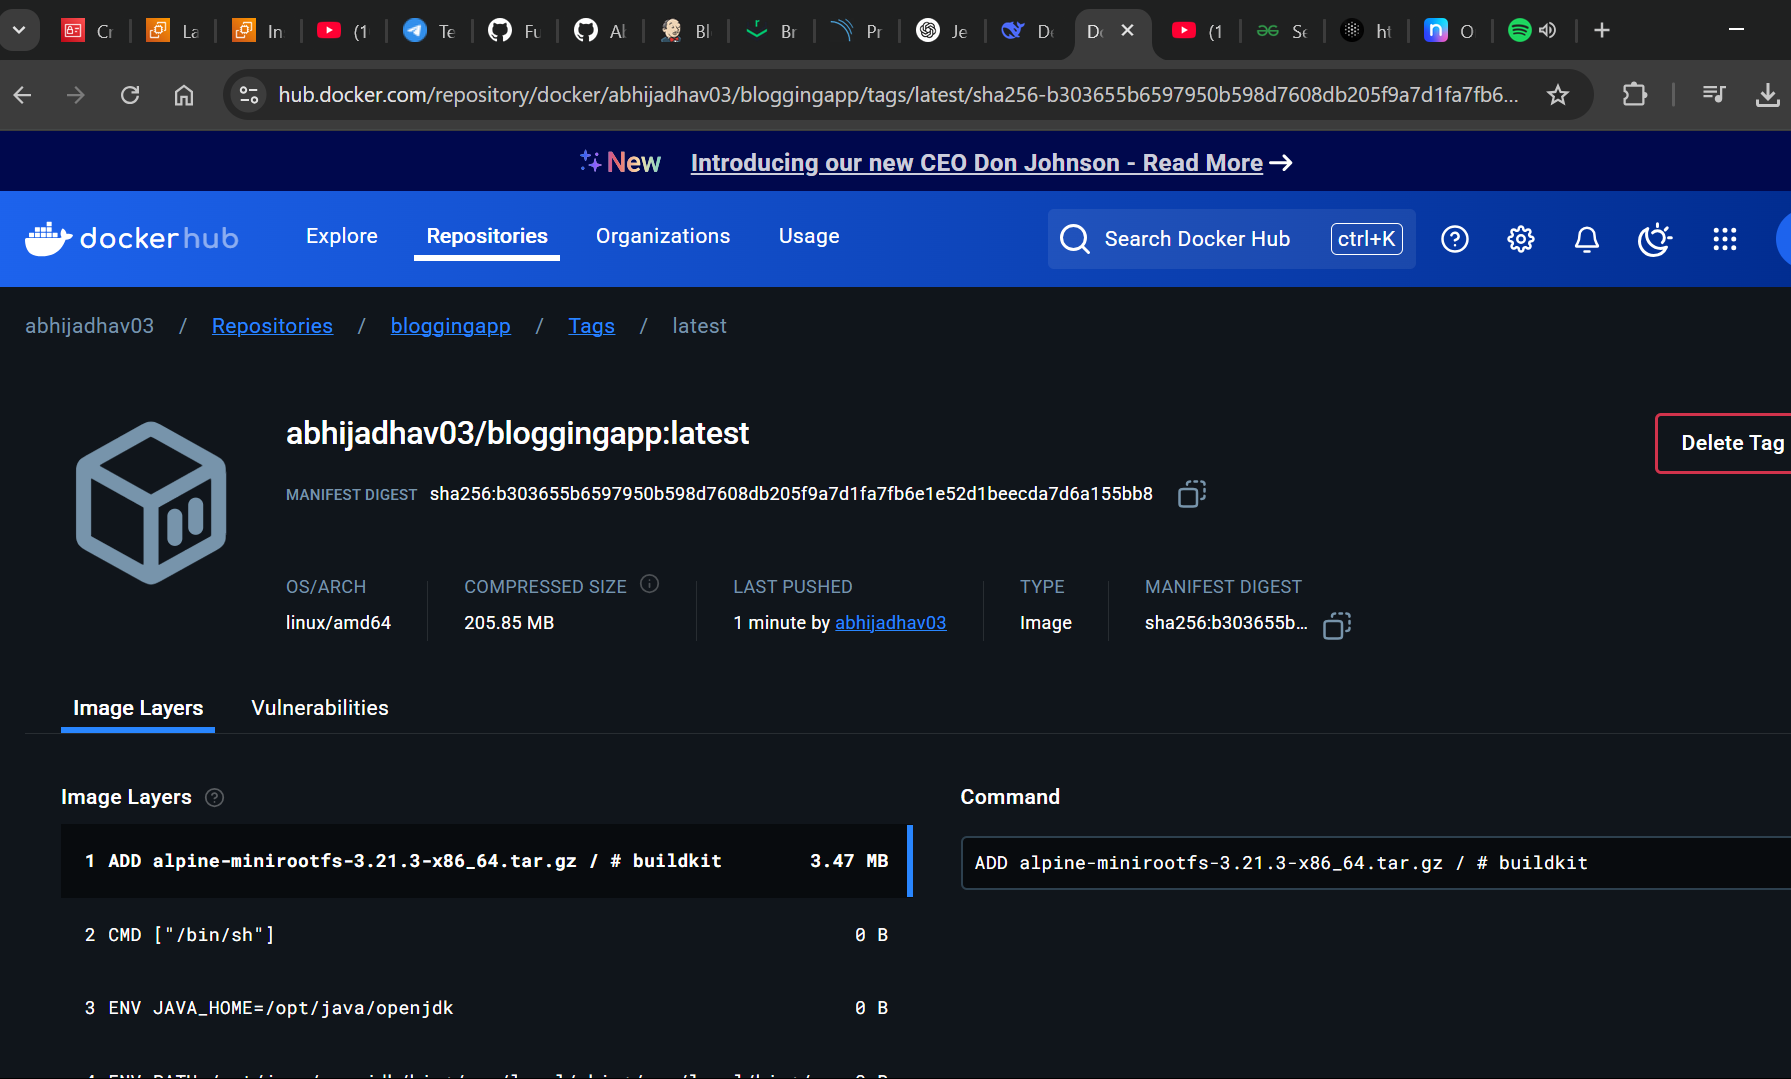 Cr
La
In
(1
Te
Fu
Al
Bl
Br
Pr
Je
De
Do
(1
Se
ht
O
hub.docker.com/repository/docker/abhijadhav03/bloggingapp/tags/latest/sha256-b303655b6597950b598d7608db205f9a7d1fa7fb6...
New Introducing our new CEO Don Johnson - Read More
docker hub
Explore
Repositories
Organizations
Usage
Search Docker Hub
ctrl+K
abhijadhav03 / Repositories / bloggingapp / Tags / latest
abhijadhav03/bloggingapp:latest
Delete Tag
MANIFEST DIGEST sha256:b303655b6597950b598d7608db205f9a7d1fa7fb6e1e52d1beecda7d6a155bb8
OS/ARCH
linux/amd64
COMPRESSED SIZE
205.85 MB
LAST PUSHED
1 minute by abhijadhav03
TYPE
Image
MANIFEST DIGEST
sha256:b303655b...
Image Layers
Vulnerabilities
Image Layers
1 ADD alpine-minirootfs-3.21.3-x86_64.tar.gz / # buildkit 3.47 MB
2 CMD ["/bin/sh"] 0 B
3 ENV JAVA_HOME=/opt/java/openjdk 0 B
Command
ADD alpine-minirootfs-3.21.3-x86_64.tar.gz / # buildkit